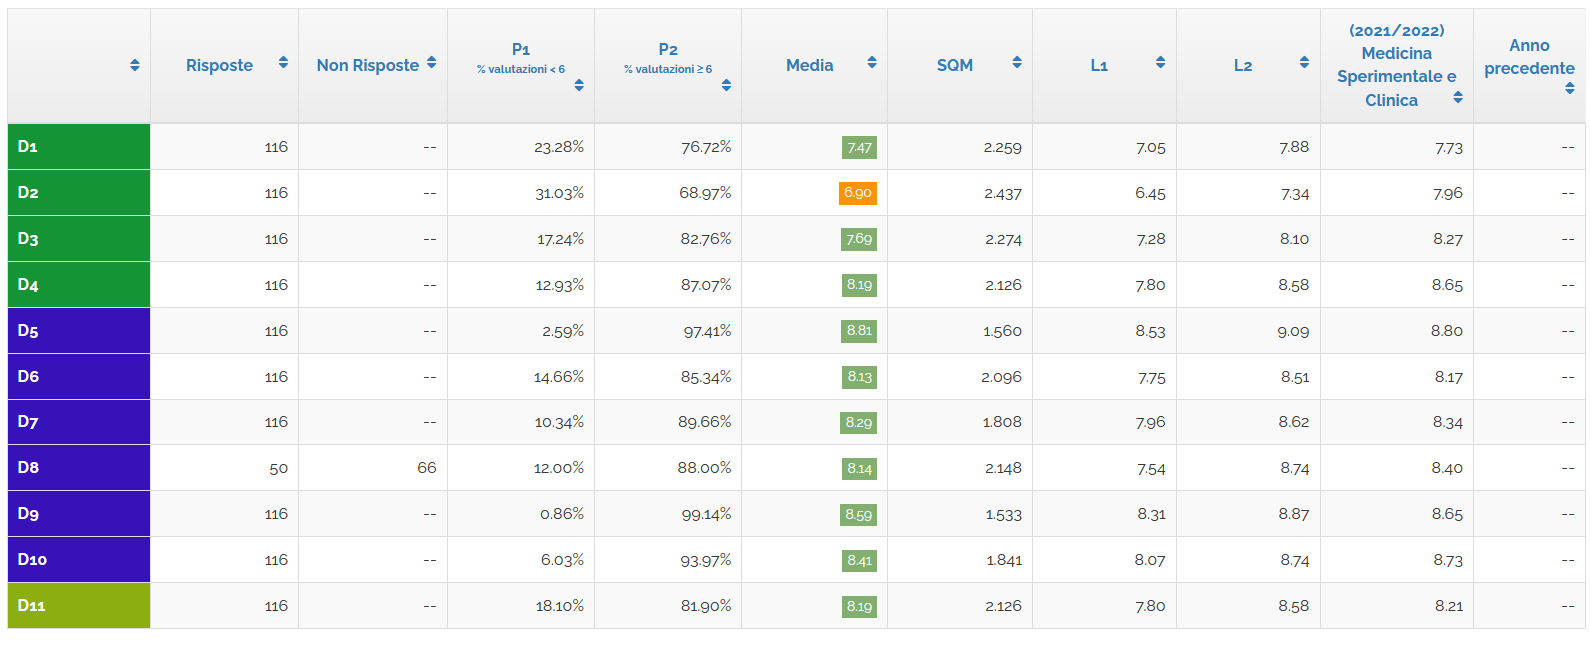 Risposte Non Risposte P1 % valutazioni < 6 P2 % valutazioni ≥ 6 Media SQM L1 L2 (2021/2022) Medicina Sperimentale e Clinica Anno precedente
D1 116 -- 23.28% 76.72% 7.47 2.259 7.05 7.88 7.73 --
D2 116 -- 31.03% 68.97% 6.90 2.437 6.45 7.34 7.96 --
D3 116 -- 17.24% 82.76% 7.69 2.274 7.28 8.10 8.27 --
D4 116 -- 12.93% 87.07% 8.19 2.126 7.80 8.58 8.65 --
D5 116 -- 2.59% 97.41% 8.81 1.560 8.53 9.09 8.80 --
D6 116 -- 14.66% 85.34% 8.13 2.096 7.75 8.51 8.17 --
D7 116 -- 10.34% 89.66% 8.29 1.808 7.96 8.62 8.34 --
D8 50 66 12.00% 88.00% 8.14 2.148 7.54 8.74 8.40 --
D9 116 -- 0.86% 99.14% 8.59 1.533 8.31 8.87 8.65 --
D10 116 -- 6.03% 93.97% 8.41 1.841 8.07 8.74 8.73 --
D11 116 -- 18.10% 81.90% 8.19 2.126 7.80 8.58 8.21 --